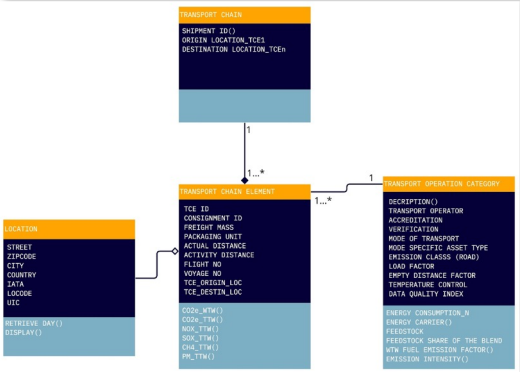 TRANSPORT CHAIN
SHIPMENT ID()
ORIGIN LOCATION_TCE1
DESTINATION LOCATION_TCEn
1
1...*
TRANSPORT CHAIN ELEMENT
TCE ID
CONSIGNMENT ID
FREIGHT MASS
PACKAGING UNIT
ACTUAL DISTANCE
ACTIVITY DISTANCE
FLIGHT NO
VOYAGE NO
TCE_ORIGIN_LOC
TCE_DESTIN_LOC
CO2e_WTW()
CO2e_TTW()
NOX_TTW()
SOX_TTW()
CH4_TTW()
PM_TTW()
1...*
1
TRANSPORT OPERATION CATEGORY
DECRIPTION()
TRANSPORT OPERATOR
ACCREDITATION
VERIFICATION
MODE OF TRANSPORT
MODE SPECIFIC ASSET TYPE
EMISSION CLASSS (ROAD)
LOAD FACTOR
EMPTY DISTANCE FACTOR
TEMPERATURE CONTROL
DATA QUALITY INDEX
ENERGY CONSUMPTION_N
ENERGY CARRIER()
FEEDSTOCK
FEEDSTOCK SHARE OF THE BLEND
WTW FUEL EMISSION FACTOR()
EMISSION INTENSITY()
LOCATION
STREET
ZIPCODE
CITY
COUNTRY
IATA
LOCODE
UIC
RETRIEVE DAY()
DISPLAY()